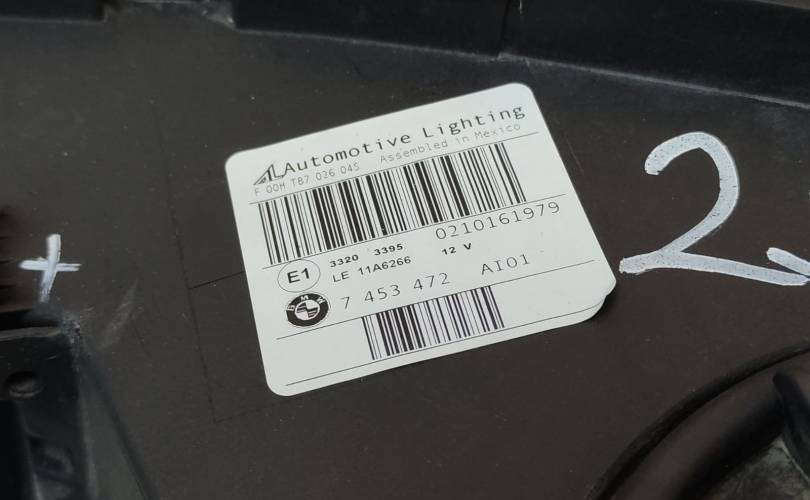 AL Automotive Lighting
F 00H TB7 026 04S Assembled in Mexico
0210161979
E1 3320 3395 12 V
LE 11A6266
BMW 7 453 472 AI01
2